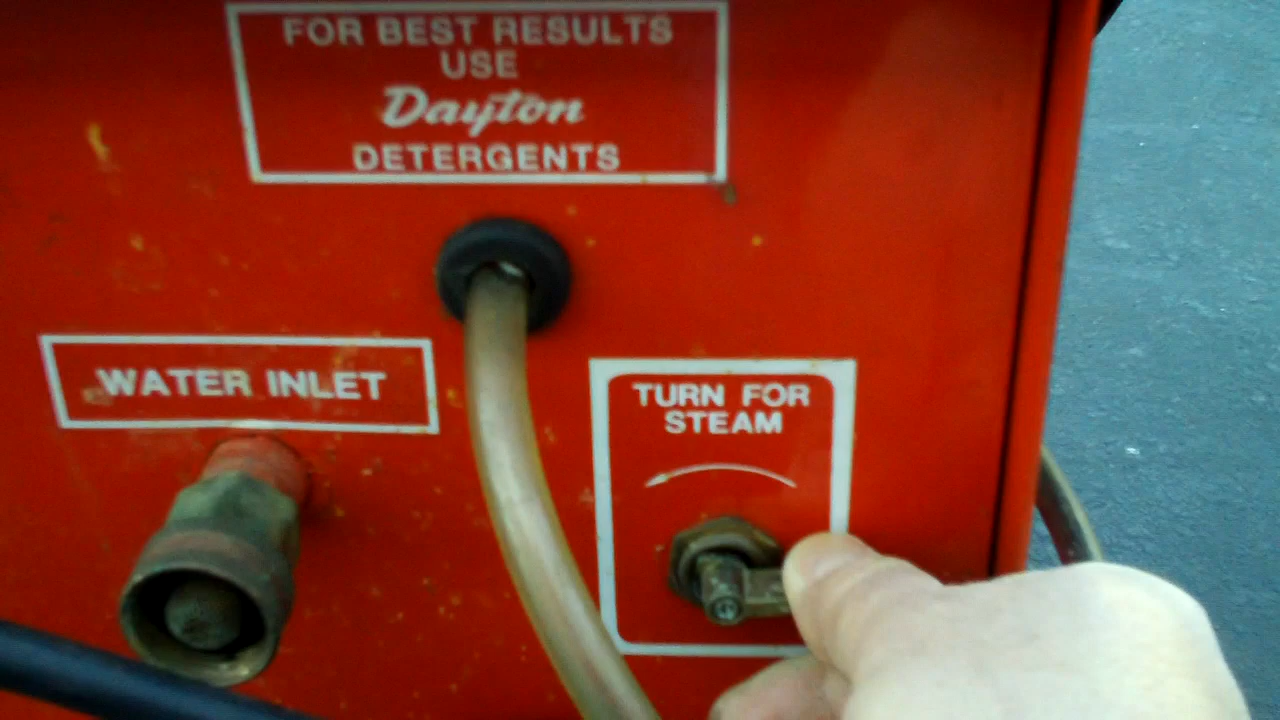 FOR BEST RESULTS
USE
Dayton
DETERGENTS
WATER INLET
TURN FOR
STEAM